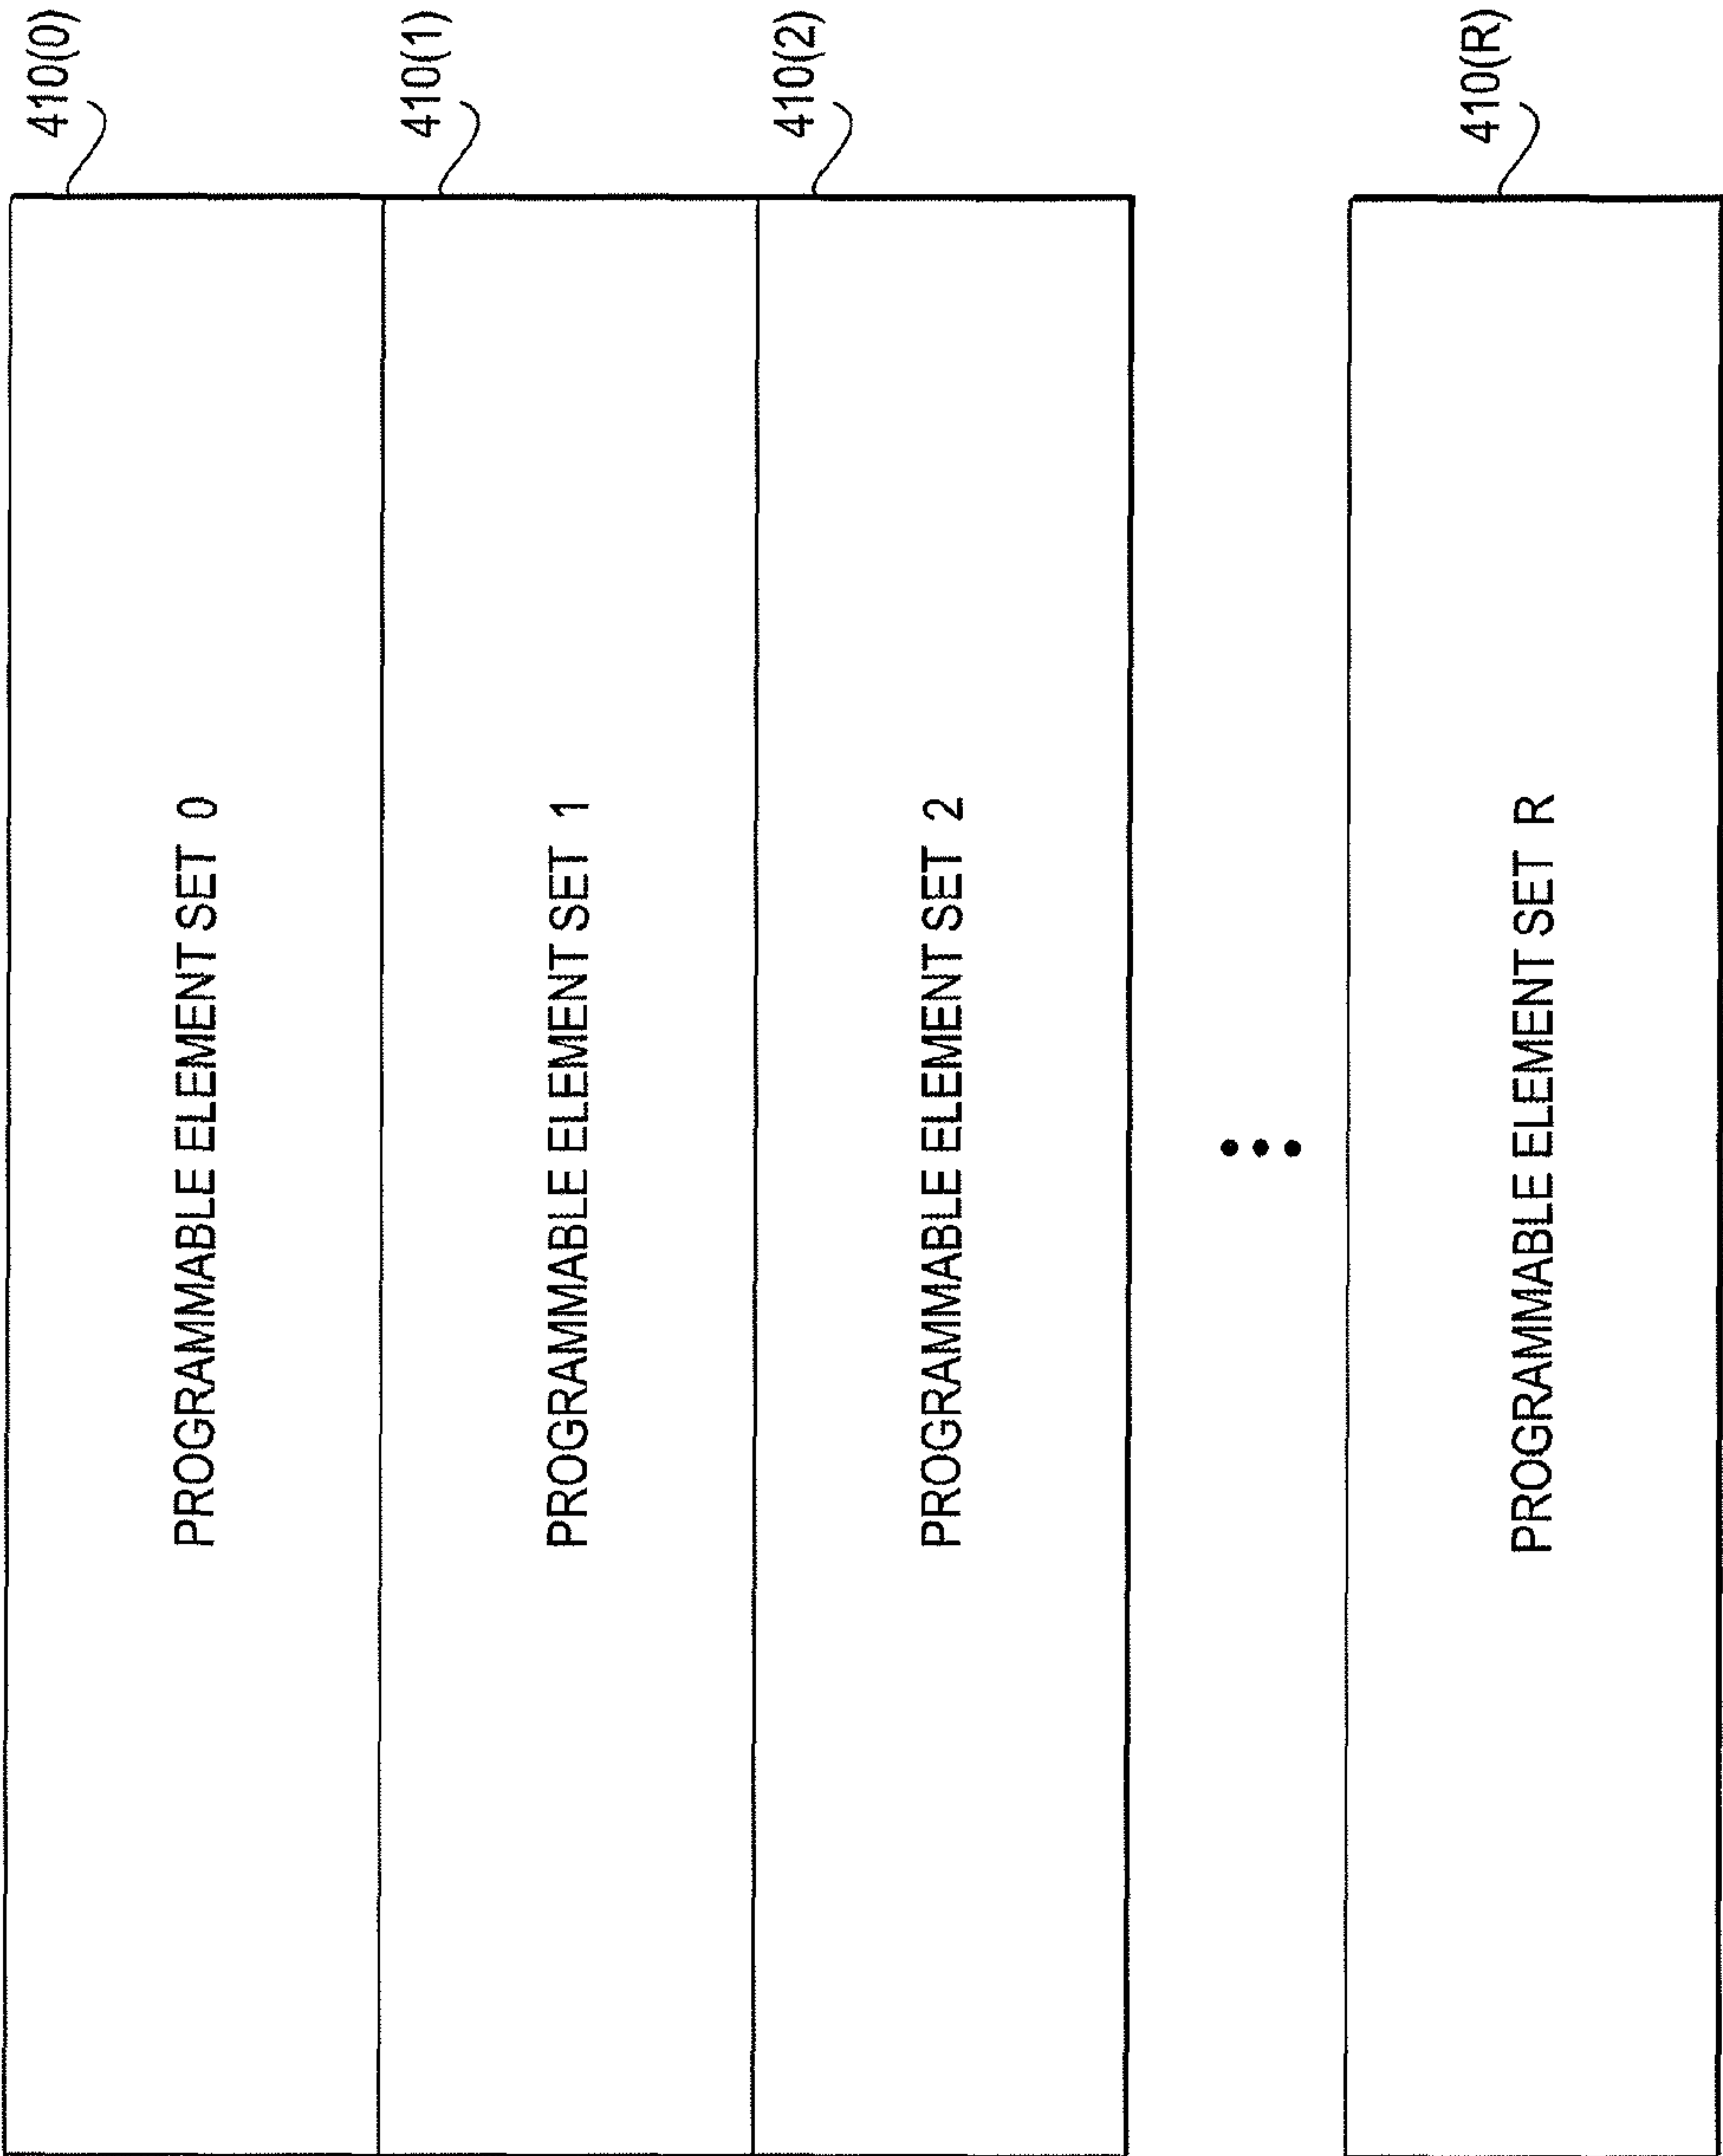 PROGRAMMABLE ELEMENT SET 0
410(0)
PROGRAMMABLE ELEMENT SET 1
410(1)
PROGRAMMABLE ELEMENT SET 2
410(2)
PROGRAMMABLE ELEMENT SET R
410(R)